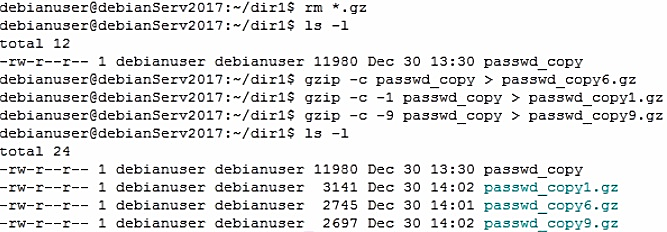 debianuser@debianServ2017:~/dir1$ rm *.gz
debianuser@debianServ2017:~/dir1$ ls -l
total 12
-rw-r--r-- 1 debianuser debianuser 11980 Dec 30 13:30 passwd_copy
debianuser@debianServ2017:~/dir1$ gzip -c passwd_copy > passwd_copy6.gz
debianuser@debianServ2017:~/dir1$ gzip -c -1 passwd_copy > passwd_copy1.gz
debianuser@debianServ2017:~/dir1$ gzip -c -9 passwd_copy > passwd_copy9.gz
debianuser@debianServ2017:~/dir1$ ls -l
total 24
-rw-r--r-- 1 debianuser debianuser 11980 Dec 30 13:30 passwd_copy
-rw-r--r-- 1 debianuser debianuser  3141 Dec 30 14:02 passwd_copy1.gz
-rw-r--r-- 1 debianuser debianuser  2745 Dec 30 14:01 passwd_copy6.gz
-rw-r--r-- 1 debianuser debianuser  2697 Dec 30 14:02 passwd_copy9.gz